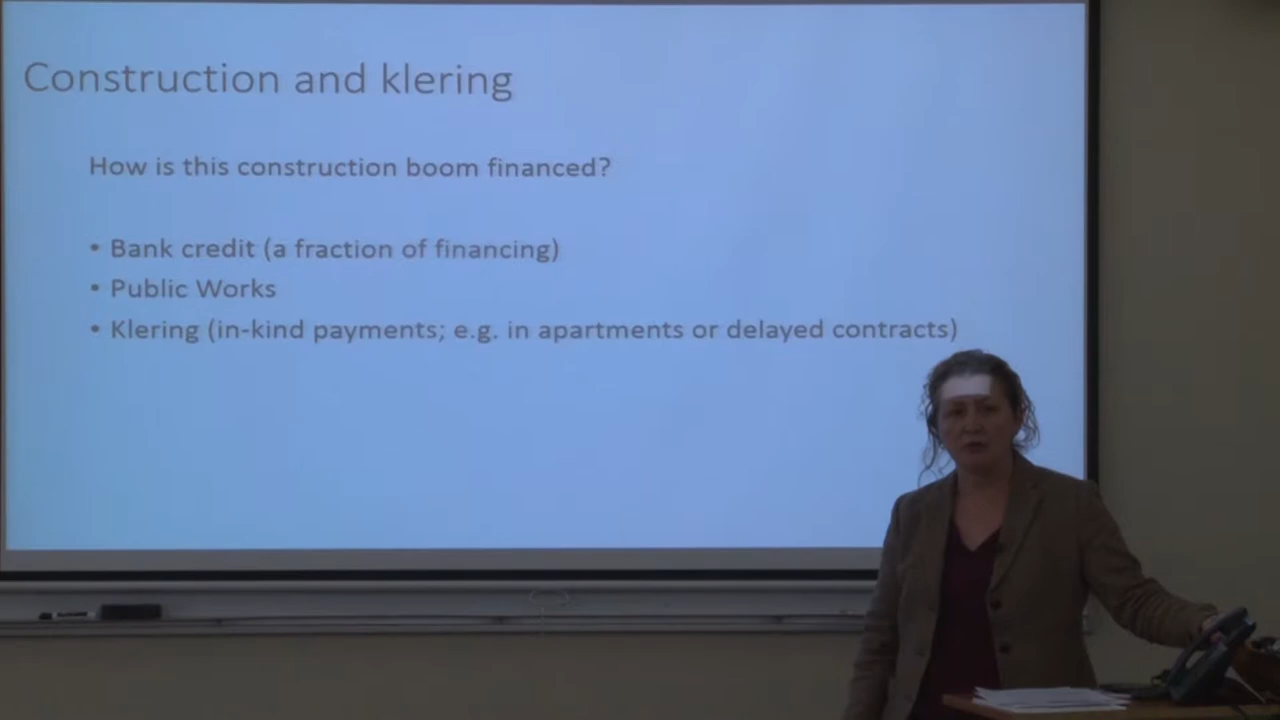 Construction and klering
How is this construction boom financed?
• Bank credit (a fraction of financing)
• Public Works
• Klering (in-kind payments; e.g. in apartments or delayed contracts)